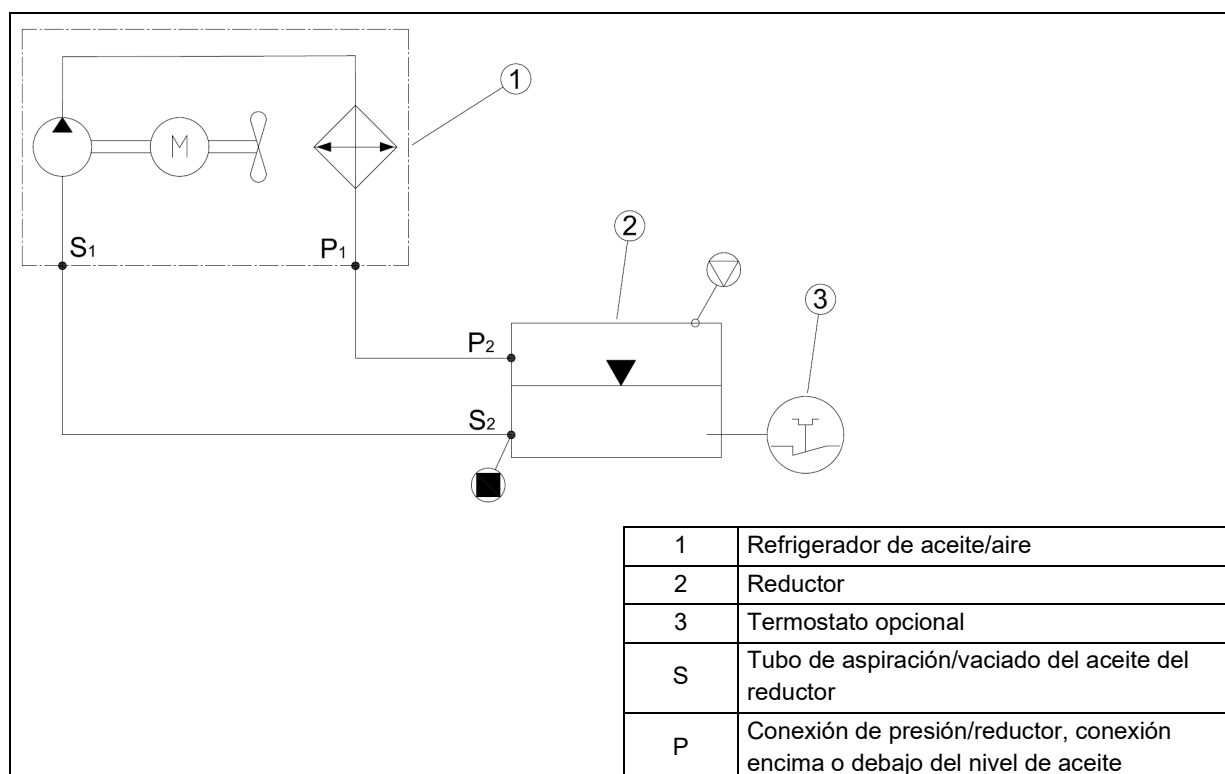 1
M
S1
P1
2
3
P2
S2
1 Refrigerador de aceite/aire
2 Reductor
3 Termostato opcional
S Tubo de aspiración/vaciado del aceite del
reductor
P Conexión de presión/reductor, conexión
encima o debajo del nivel de aceite